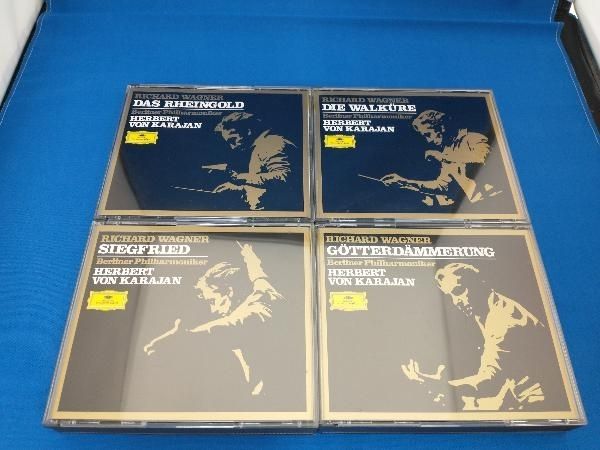 RICHARD WAGNER
DAS RHEINGOLD
Berliner Philharmoniker
HERBERT
VON KARAJAN
RICHARD WAGNER
DIE WALKÜRE
Berliner Philharmoniker
HERBERT
VON KARAJAN
RICHARD WAGNER
SIEGFRIED
Berliner Philharmoniker
HERBERT
VON KARAJAN
RICHARD WAGNER
GÖTTERDÄMMERUNG
Berliner Philharmoniker
HERBERT
VON KARAJAN